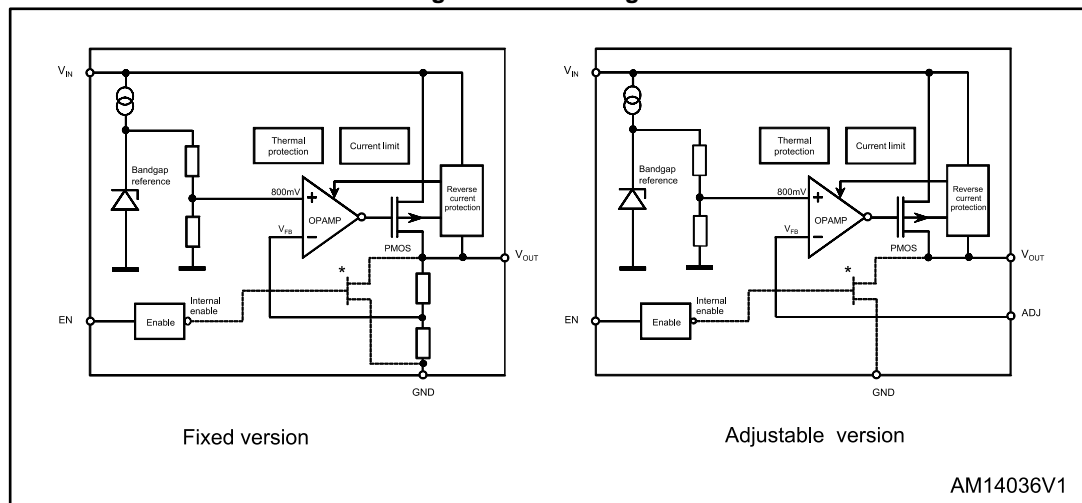 V_IN
Thermal
protection
Current limit
Bandgap
reference
800mV
+
OPAMP
Reverse
current
protection
V_FB
−
PMOS
V_OUT
*
Internal
enable
EN
Enable
GND
Fixed version
V_IN
Thermal
protection
Current limit
Bandgap
reference
800mV
+
OPAMP
Reverse
current
protection
V_FB
−
PMOS
V_OUT
*
Internal
enable
EN
Enable
ADJ
GND
Adjustable version
AM14036V1